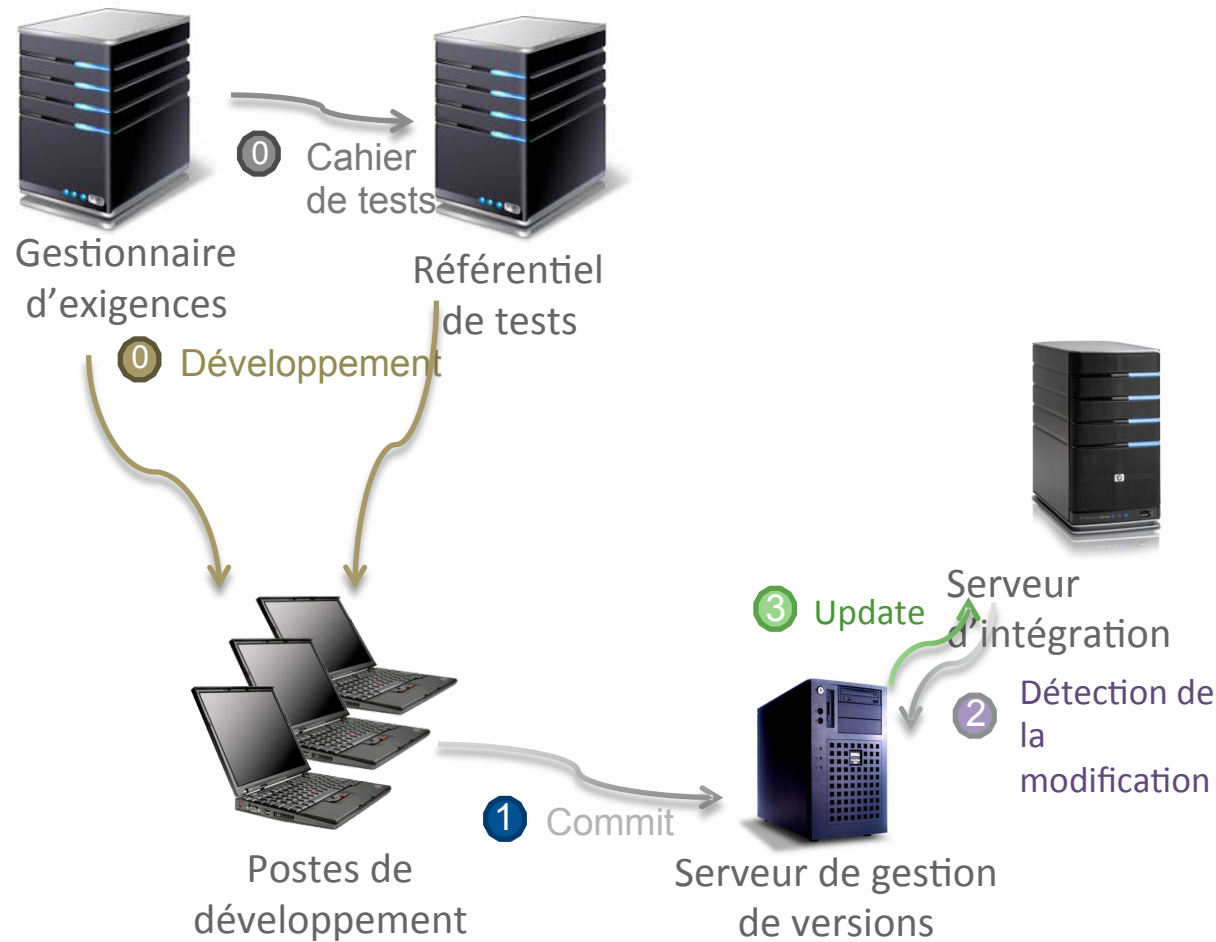 0 Cahier
de tests
Gestionnaire
d'exigences
Référentiel
de tests
0 Développement
Serveur
d'intégration
3 Update
2 Détection de
la
modification
1 Commit
Postes de
développement
Serveur de gestion
de versions